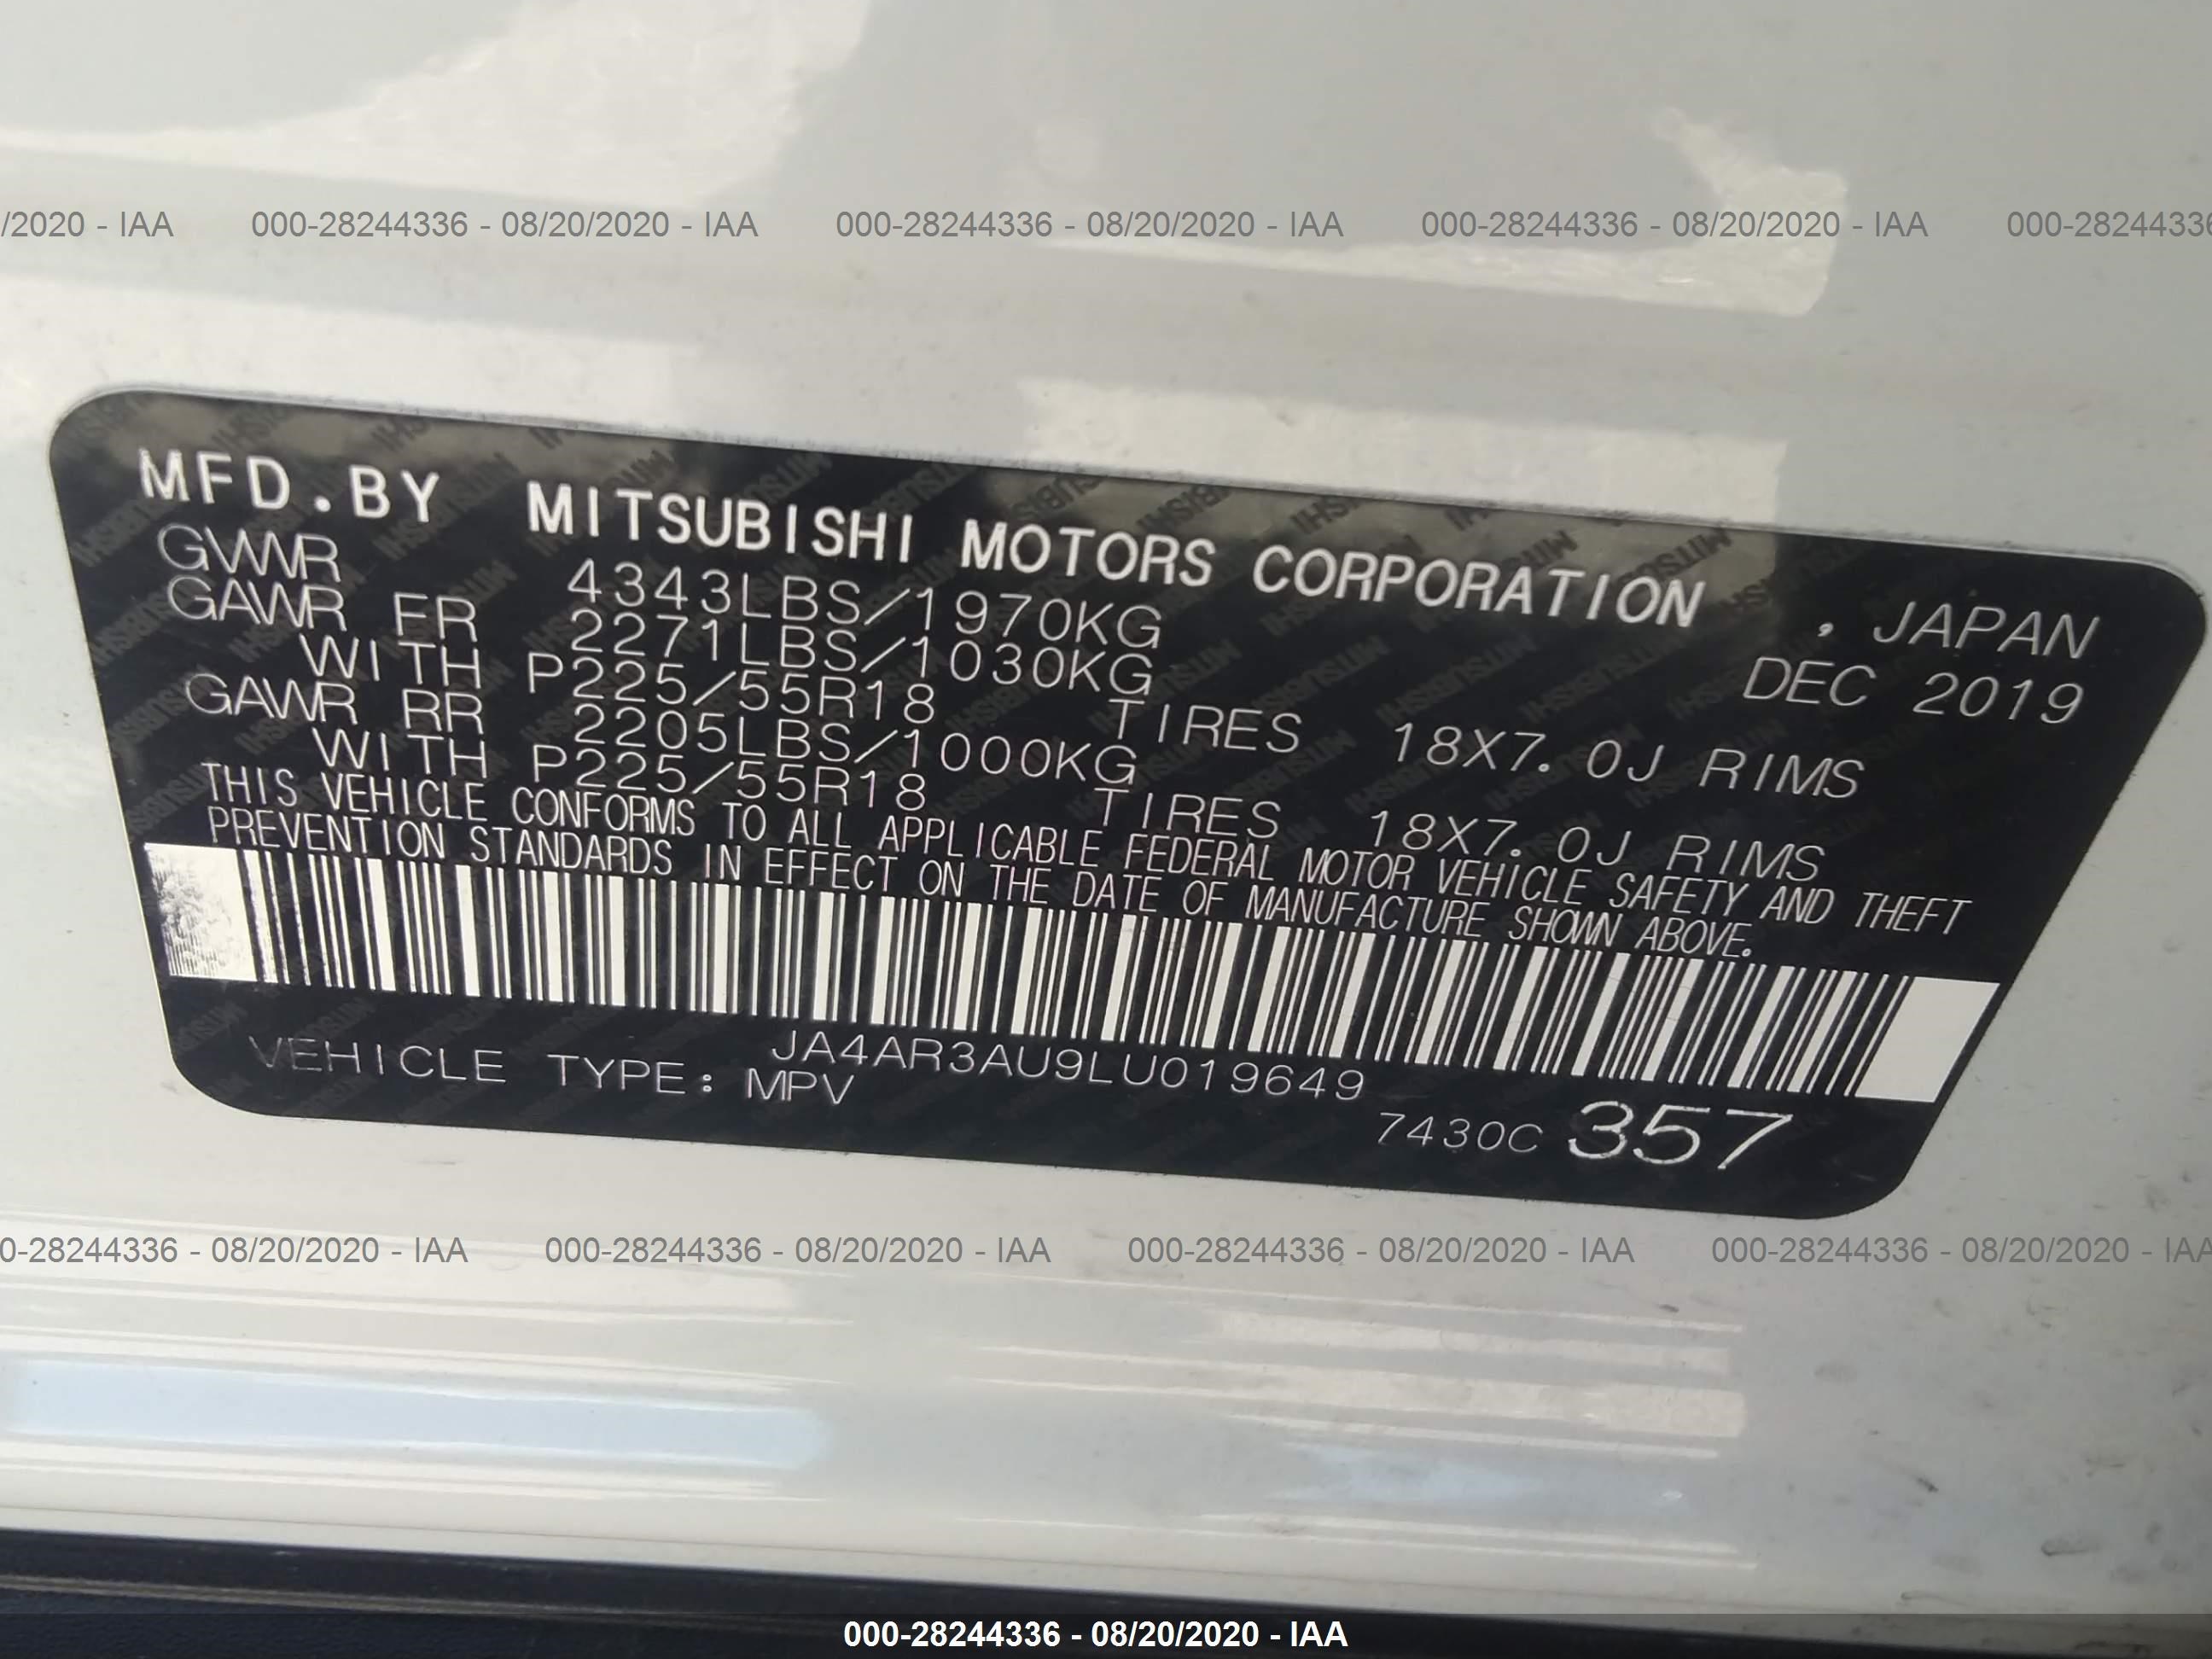 /2020 - IAA 000-28244336 - 08/20/2020 - IAA 000-28244336 - 08/20/2020 - IAA 000-28244336 - 08/20/2020 - IAA 000-28244336
MFD.BY MITSUBISHI MOTORS CORPORATION , JAPAN
GVWR 4343LBS/1970KG DEC 2019
GAWR FR 2271LBS/1030KG
WITH P225/55R18 TIRES 18X7.0J RIMS
GAWR RR 2205LBS/1000KG
WITH P225/55R18 TIRES 18X7.0J RIMS
THIS VEHICLE CONFORMS TO ALL APPLICABLE FEDERAL MOTOR VEHICLE SAFETY AND THEFT
PREVENTION STANDARDS IN EFFECT ON THE DATE OF MANUFACTURE SHOWN ABOVE.
JA4AR3AU9LU019649
VEHICLE TYPE: MPV
7430C 357
0-28244336 - 08/20/2020 - IAA 000-28244336 - 08/20/2020 - IAA 000-28244336 - 08/20/2020 - IAA 000-28244336 - 08/20/2020 - IAA
000-28244336 - 08/20/2020 - IAA